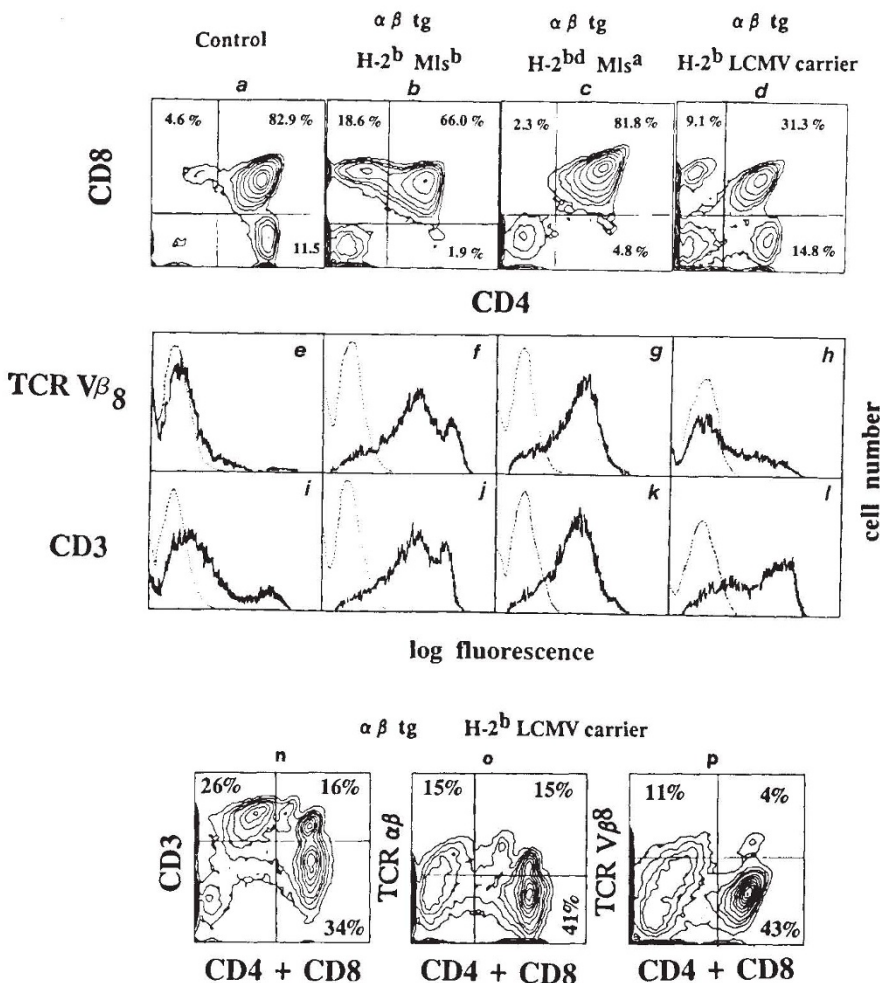 Control
α β tg
H-2b Mlsb
α β tg
H-2bd Mlsa
α β tg
H-2b LCMV carrier
a
b
c
d
CD8
4.6 %
82.9 %
11.5
18.6 %
66.0 %
1.9 %
2.3 %
81.8 %
4.8 %
9.1 %
31.3 %
14.8 %
CD4
TCR Vβ8
e
f
g
h
CD3
i
j
k
l
cell number
log fluorescence
α β tg H-2b LCMV carrier
n
o
p
CD3
26%
16%
34%
TCR αβ
15%
15%
41%
TCR Vβ8
11%
4%
43%
CD4 + CD8
CD4 + CD8
CD4 + CD8